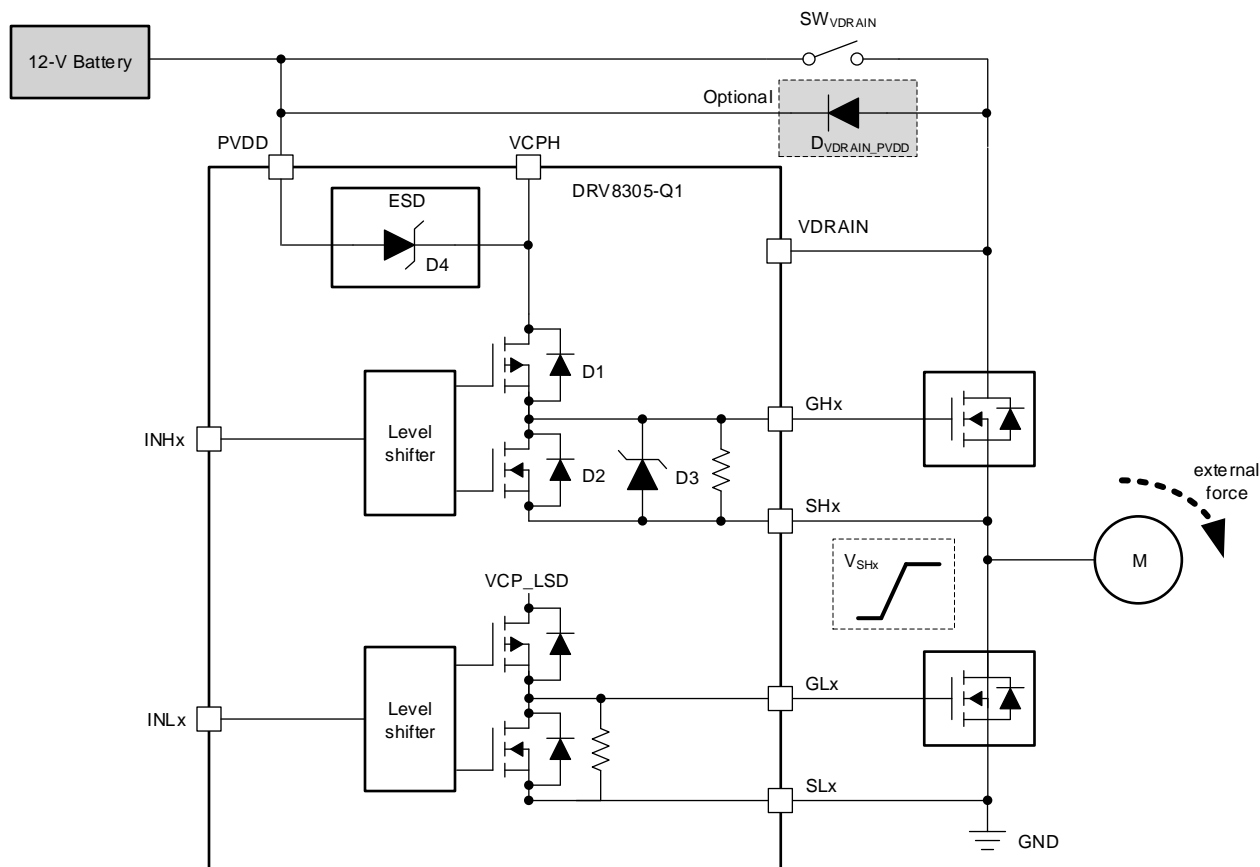 SWVDRAIN
12-V Battery
Optional
DVDRAIN_PVDD
PVDD
VCPH
DRV8305-Q1
ESD
D4
VDRAIN
D1
GHx
Level
shifter
INHx
D2
D3
SHx
external
force
M
VSHx
VCP_LSD
GLx
Level
shifter
INLx
SLx
GND